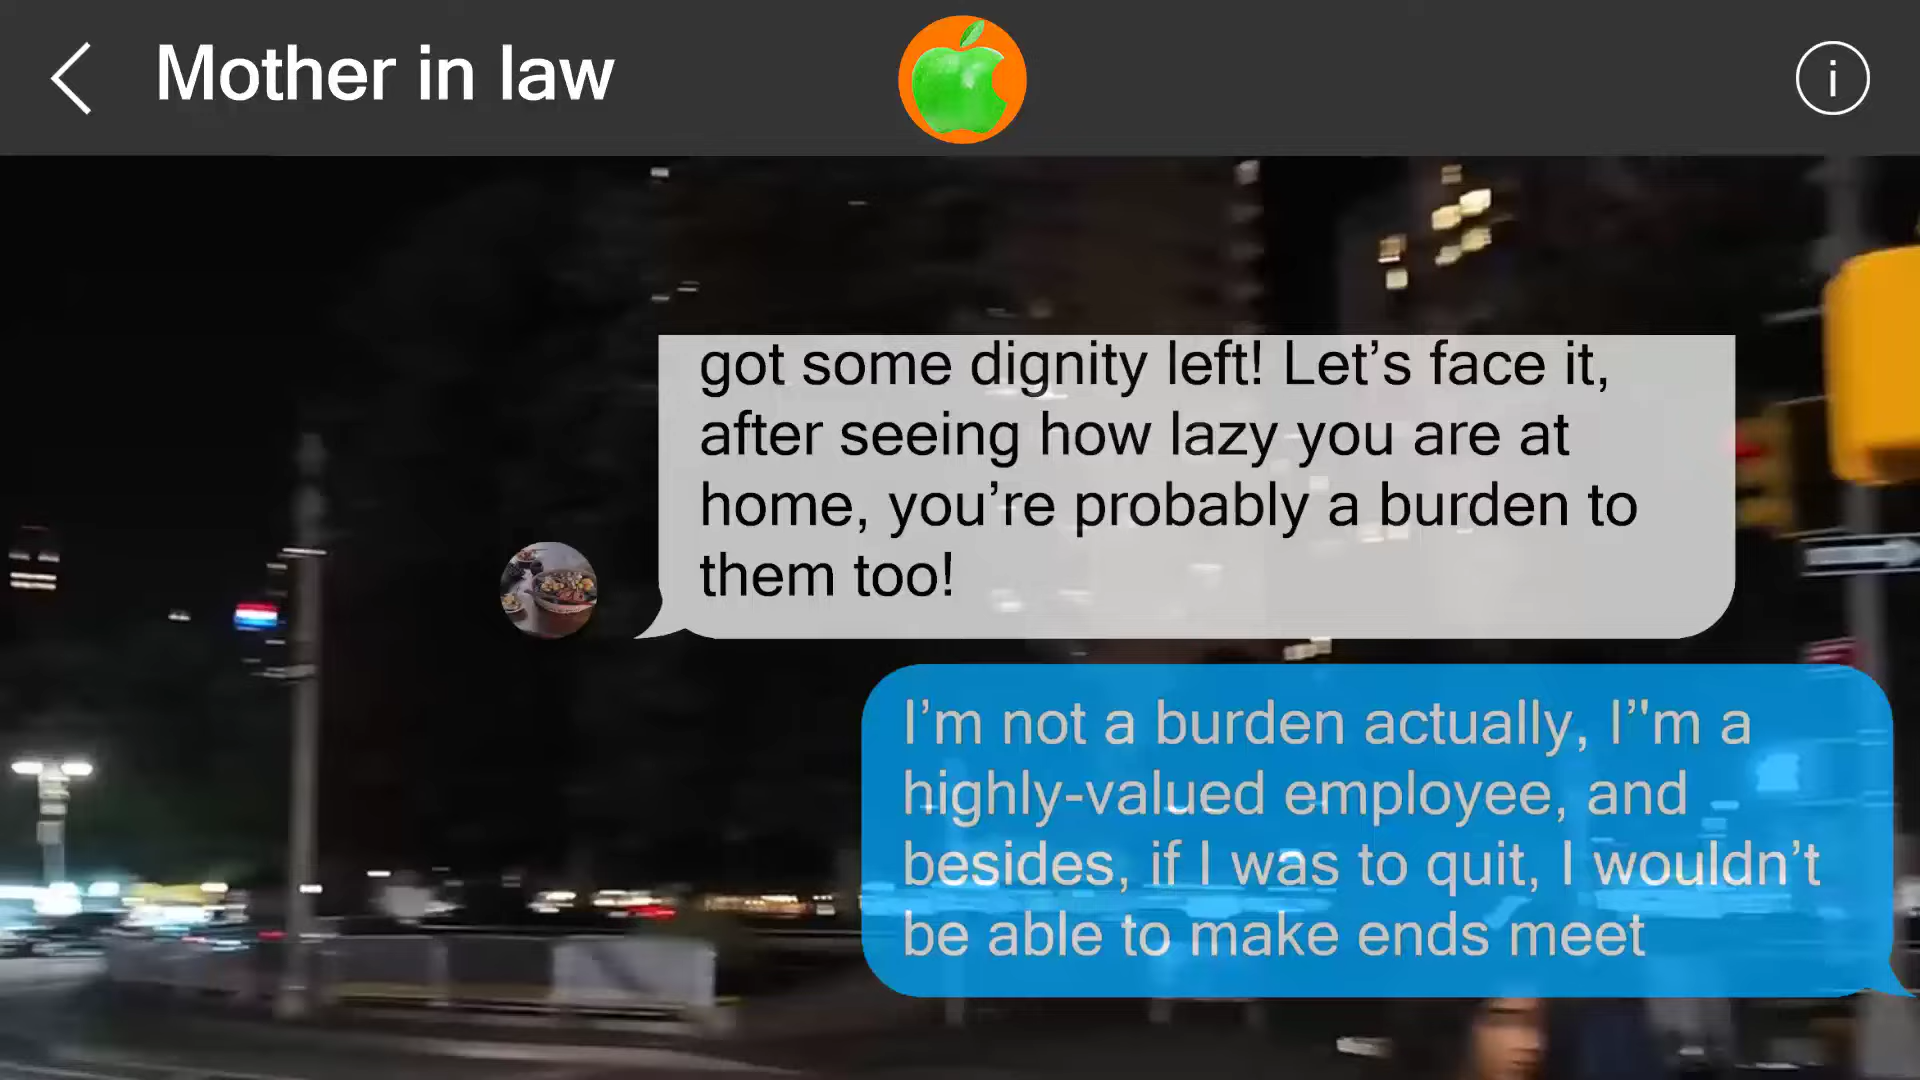 Mother in law
i
got some dignity left! Let’s face it,
after seeing how lazy you are at
home, you’re probably a burden to
them too!
I’m not a burden actually, I’'m a
highly-valued employee, and
besides, if I was to quit, I wouldn’t
be able to make ends meet